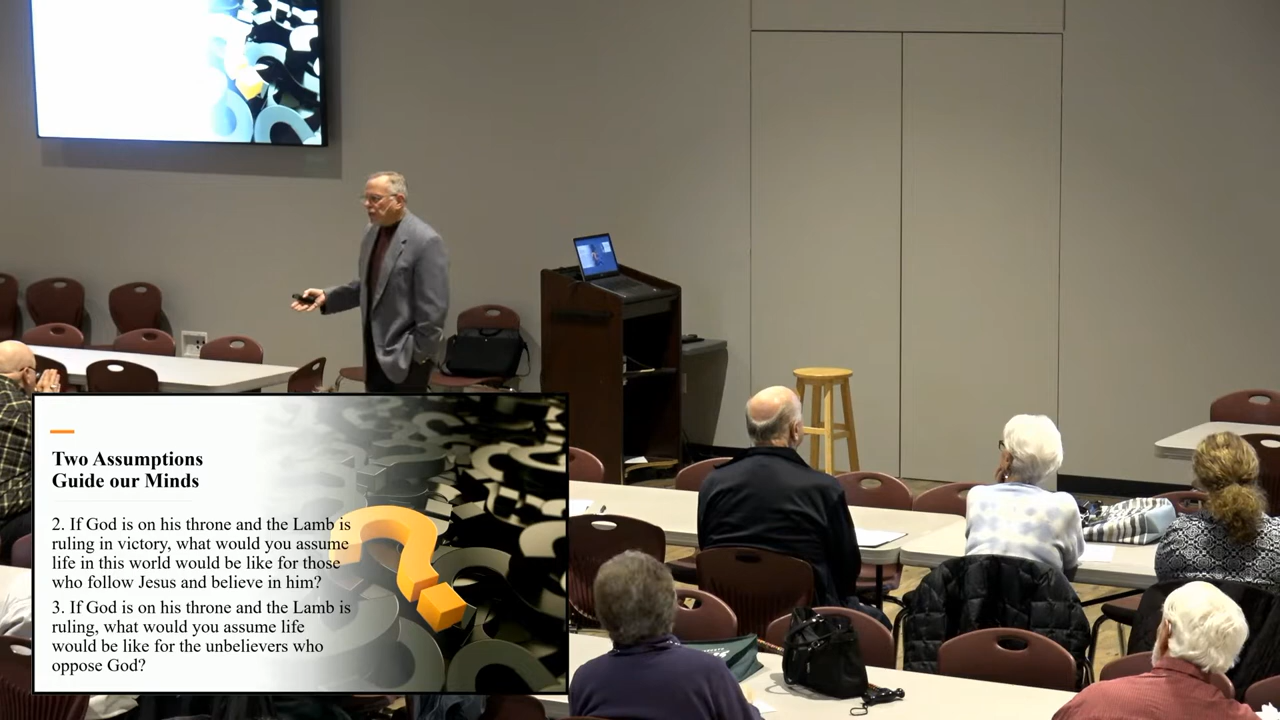 Two Assumptions
Guide our Minds
2. If God is on his throne and the Lamb is
ruling in victory, what would you assume
life in this world would be like for those
who follow Jesus and believe in him?
3. If God is on his throne and the Lamb is
ruling, what would you assume life
would be like for the unbelievers who
oppose God?